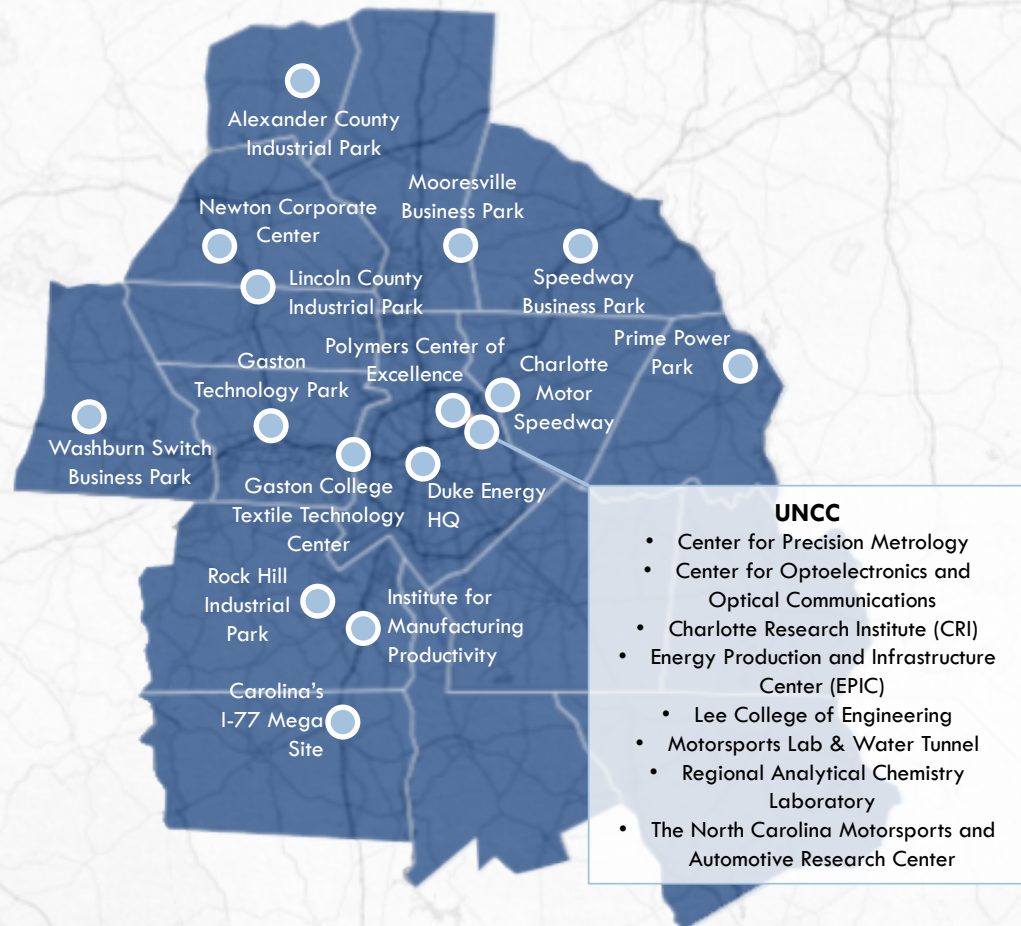 Alexander County
Industrial Park
Mooresville
Business Park
Newton Corporate
Center
Lincoln County
Industrial Park
Speedway
Business Park
Prime Power
Park
Polymers Center of
Excellence
Charlotte
Motor
Speedway
Gaston
Technology Park
Washburn Switch
Business Park
Gaston College
Textile Technology
Center
Duke Energy
HQ
Rock Hill
Industrial
Park
Institute for
Manufacturing
Productivity
Carolina's
I-77 Mega
Site
UNCC
• Center for Precision Metrology
• Center for Optoelectronics and
Optical Communications
• Charlotte Research Institute (CRI)
• Energy Production and Infrastructure
Center (EPIC)
• Lee College of Engineering
• Motorsports Lab & Water Tunnel
• Regional Analytical Chemistry
Laboratory
• The North Carolina Motorsports and
Automotive Research Center